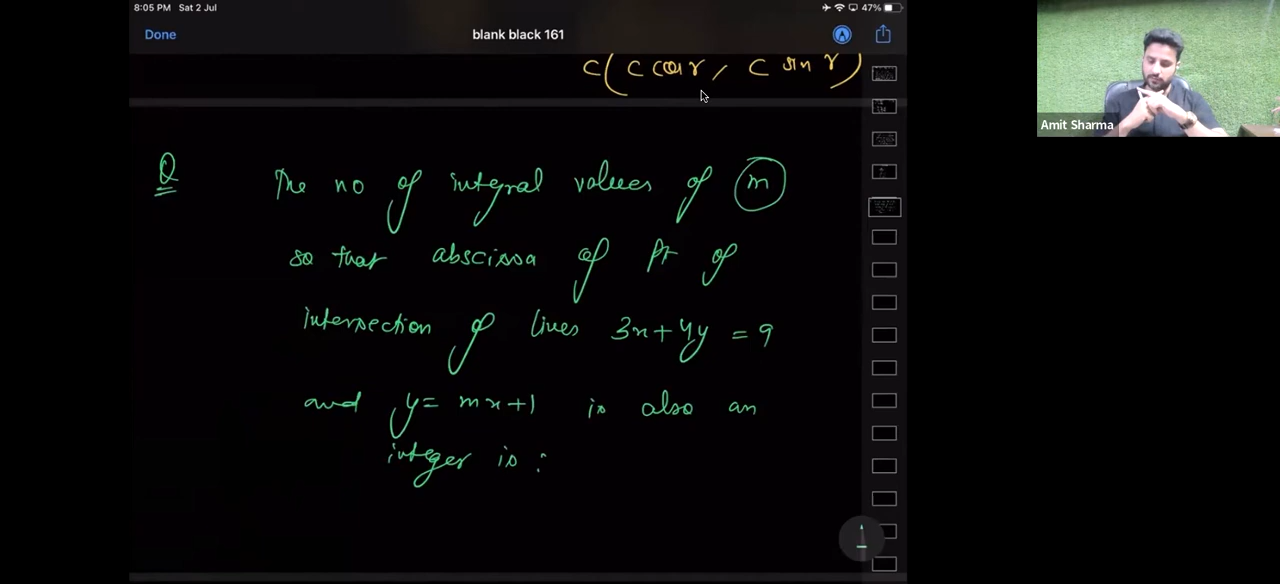 8:05 PM Sat 2 Jul
47%
Done
blank black 161
C(C cos r, C sin r)
Amit Sharma
Q The no of integral values of m
so that abscissa of Pt of
intersection of lines 3x+4y = 9
and y= mx+1 is also an
integer is :